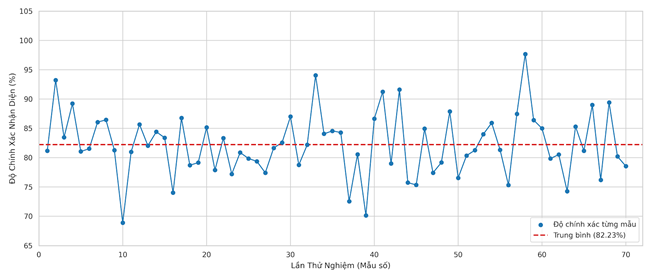 105
100
95
90
85
80
75
70
65
Độ Chính Xác Nhận Diện (%)
0 10 20 30 40 50 60 70
Lần Thứ Nghiệm (Mẫu số)
Độ chính xác từng mẫu
Trung bình (82.23%)